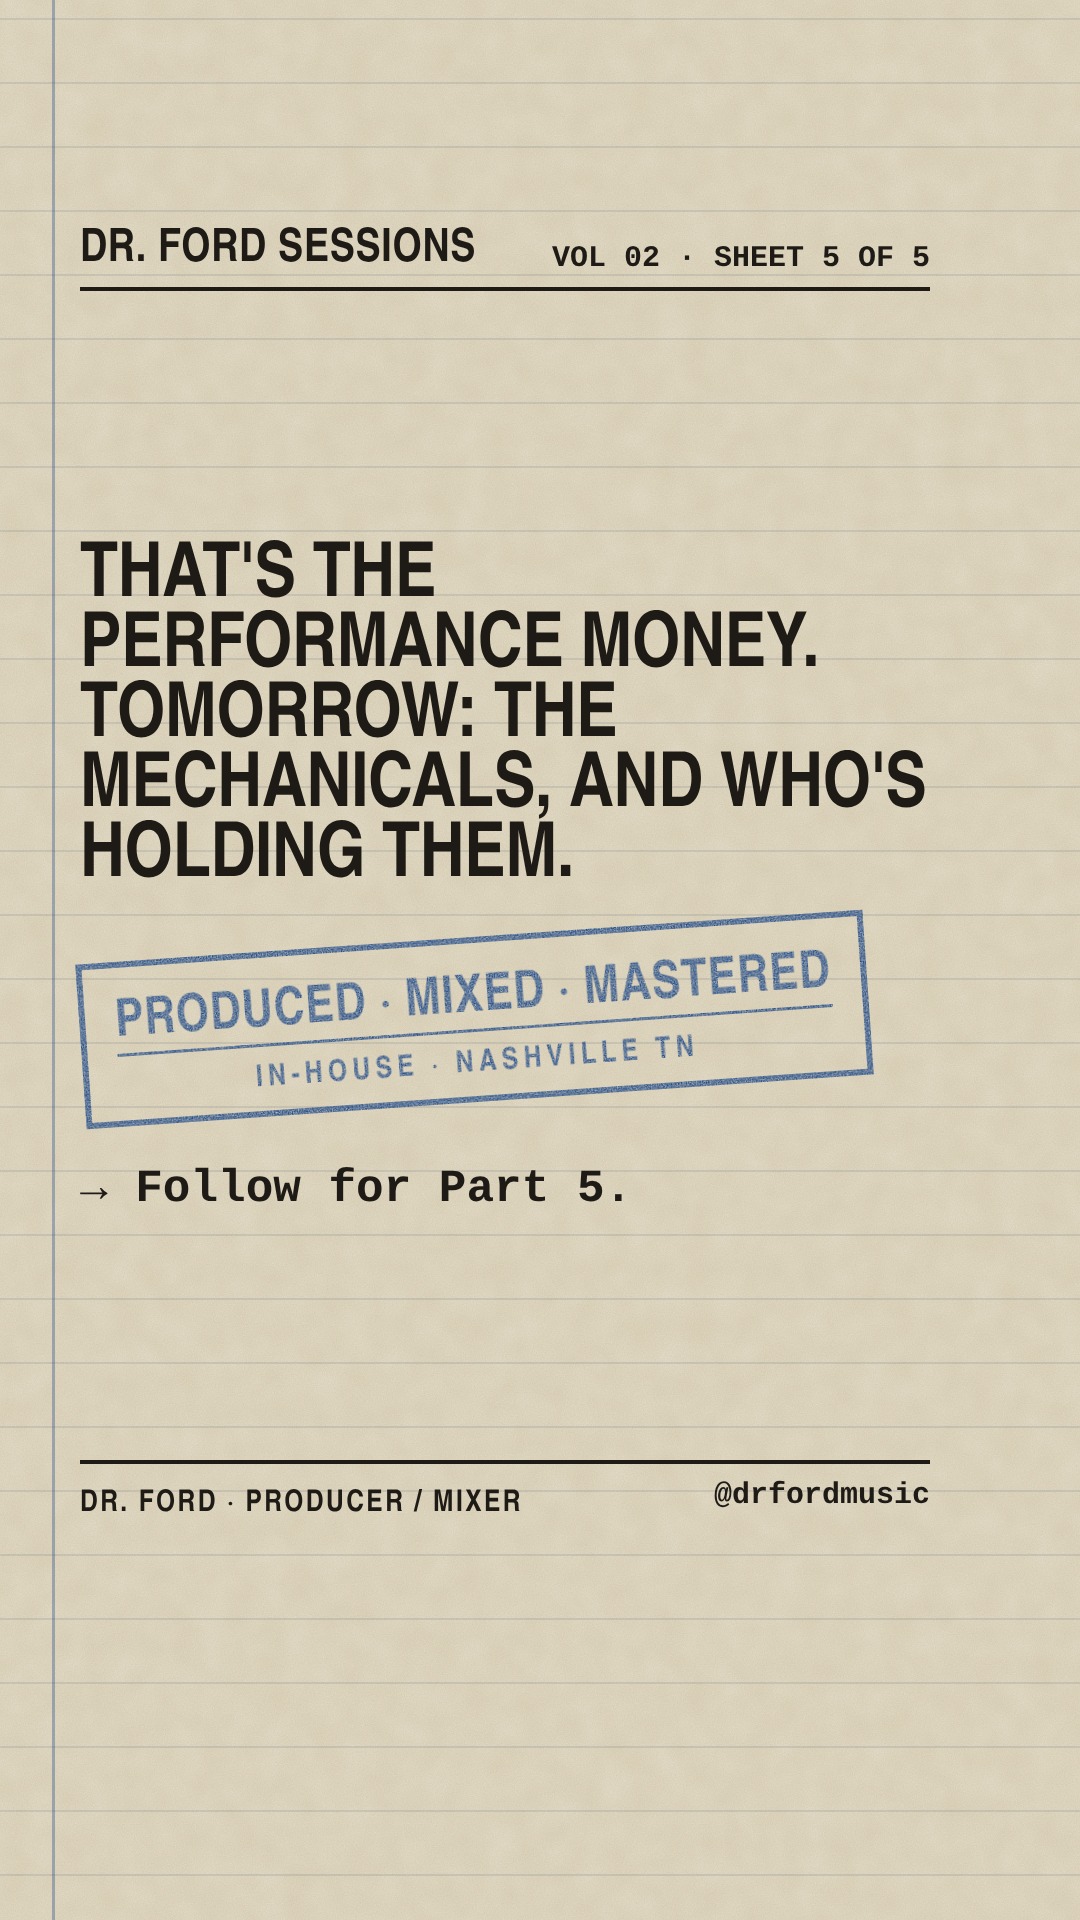 DR. FORD SESSIONS
VOL 02 · SHEET 5 OF 5
THAT'S THE
PERFORMANCE MONEY.
TOMORROW: THE
MECHANICALS, AND WHO'S
HOLDING THEM.
PRODUCED · MIXED · MASTERED
IN-HOUSE · NASHVILLE TN
→ Follow for Part 5.
DR. FORD · PRODUCER / MIXER
@drfordmusic